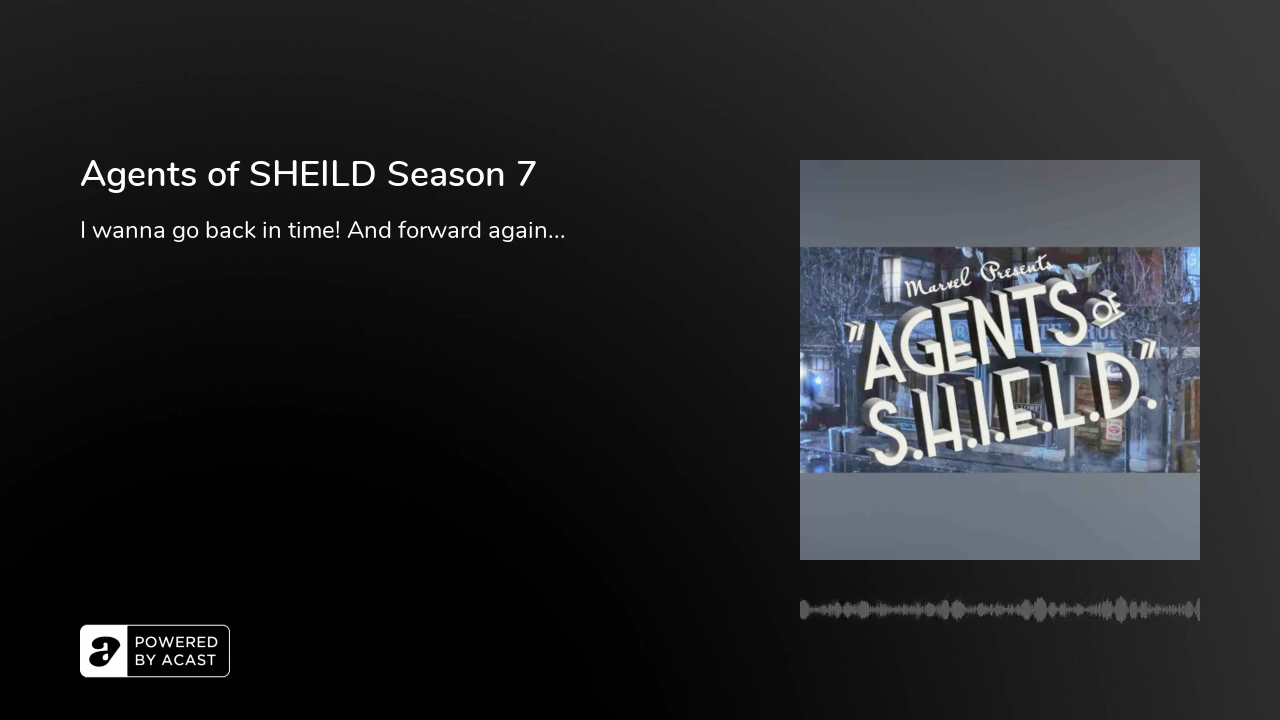 Agents of SHEILD Season 7
I wanna go back in time! And forward again...
Marvel Presents
"AGENTS OF
S.H.I.E.L.D."
POWERED
BY ACAST